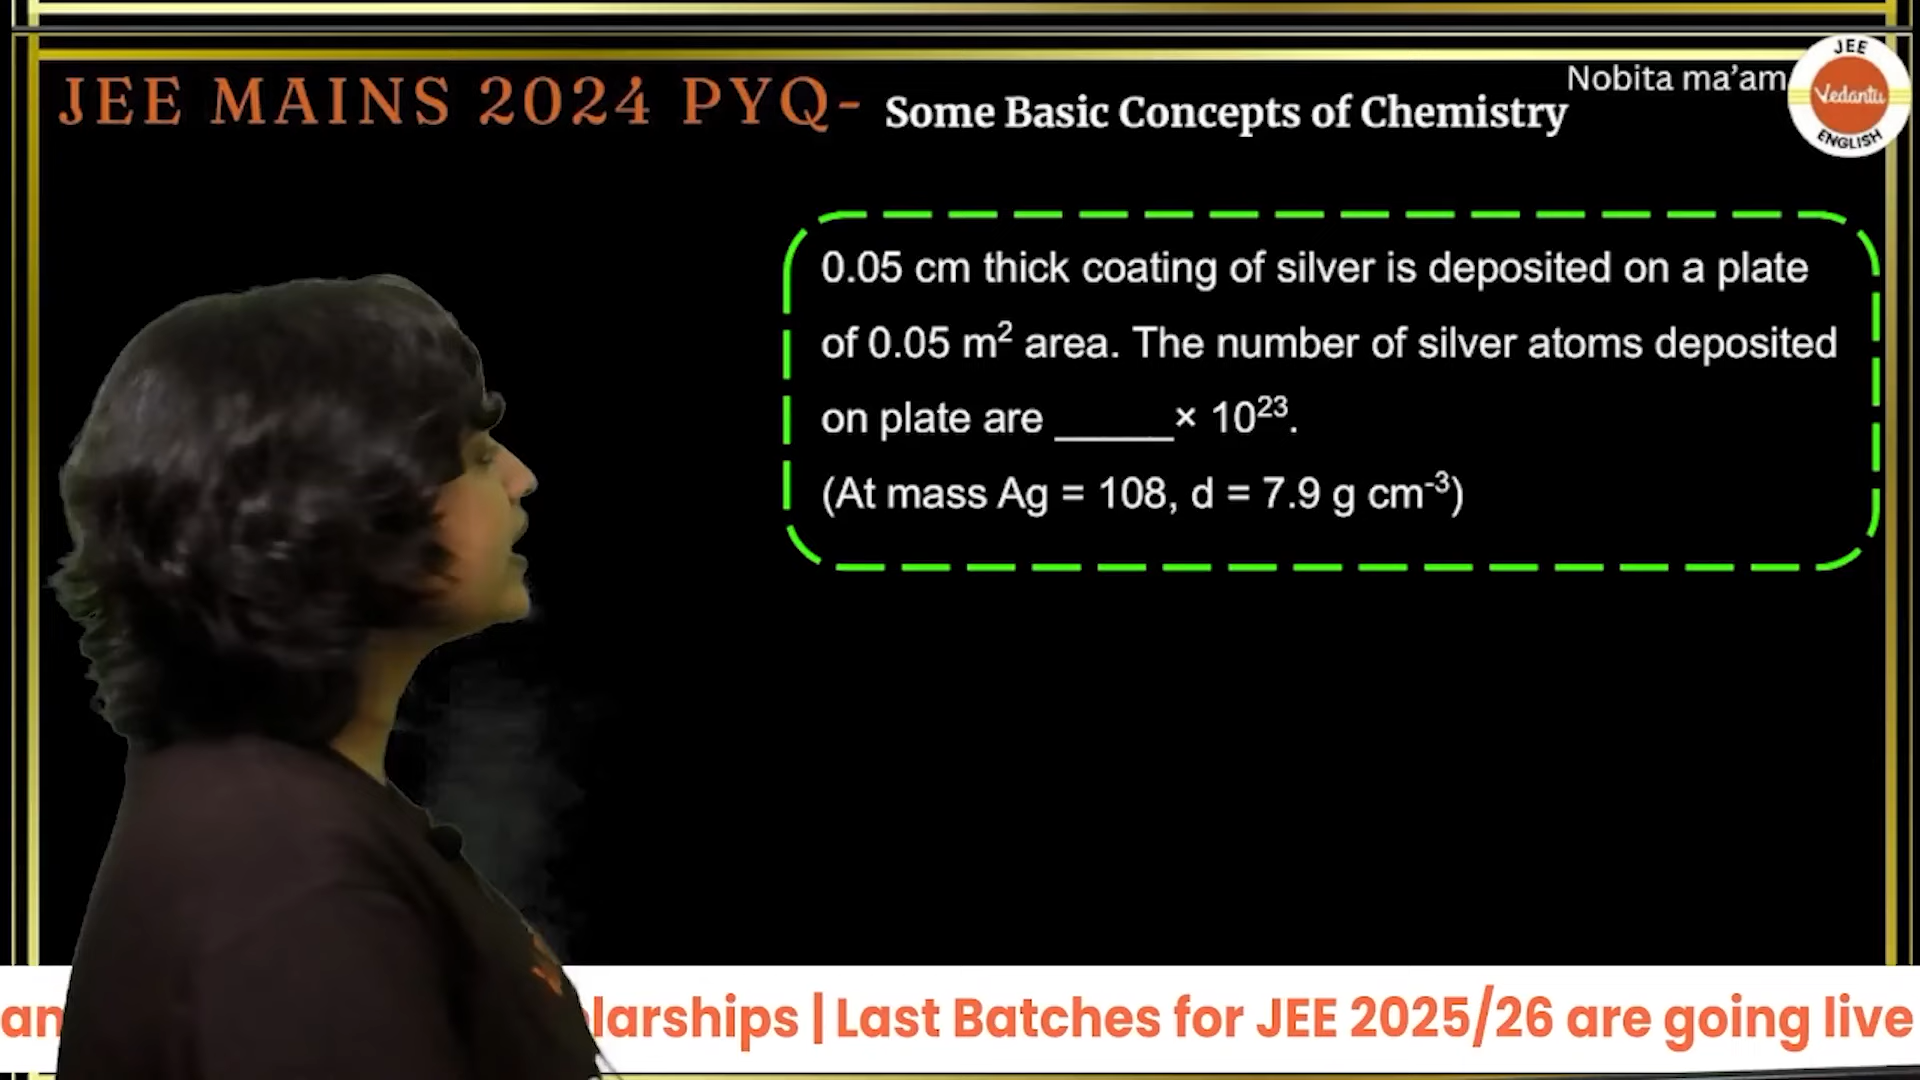 JEE MAINS 2024 PYQ- Some Basic Concepts of Chemistry
Nobita ma’am
JEE
Vedantu
ENGLISH
0.05 cm thick coating of silver is deposited on a plate
of 0.05 m² area. The number of silver atoms deposited
on plate are _____× 10²³.
(At mass Ag = 108, d = 7.9 g cm⁻³)
| Last Batches for JEE 2025/26 are going live